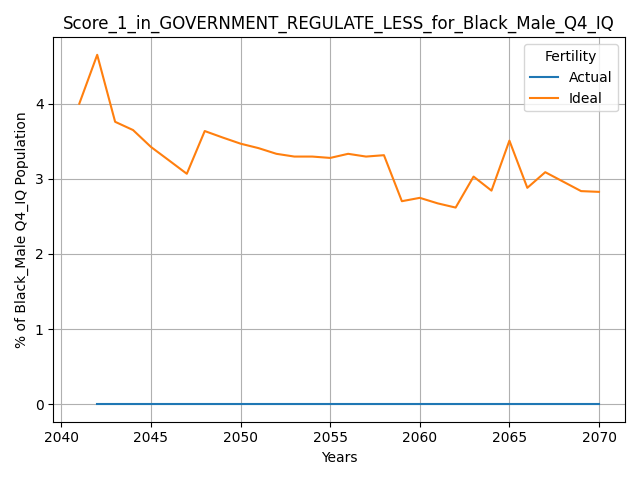 Score_1_in_GOVERNMENT_REGULATE_LESS_for_Black_Male_Q4_IQ
Fertility
Actual
Ideal
% of Black_Male Q4_IQ Population
4
3
2
1
0
2040 2045 2050 2055 2060 2065 2070
Years